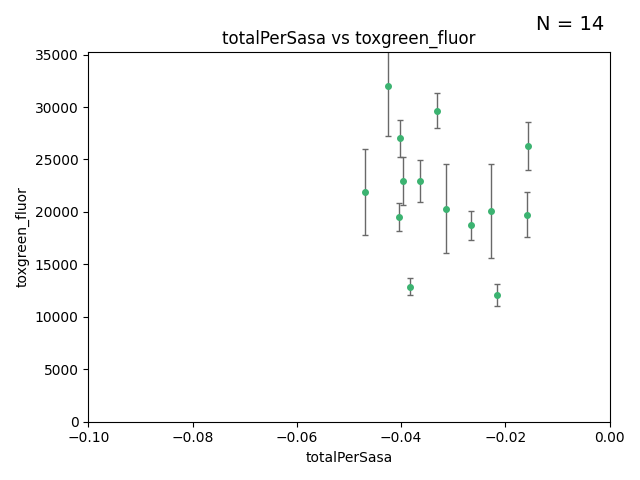 N = 14
totalPerSasa vs toxgreen_fluor
35000
30000
25000
20000
15000
10000
5000
0
toxgreen_fluor
−0.10 −0.08 −0.06 −0.04 −0.02 0.00
totalPerSasa